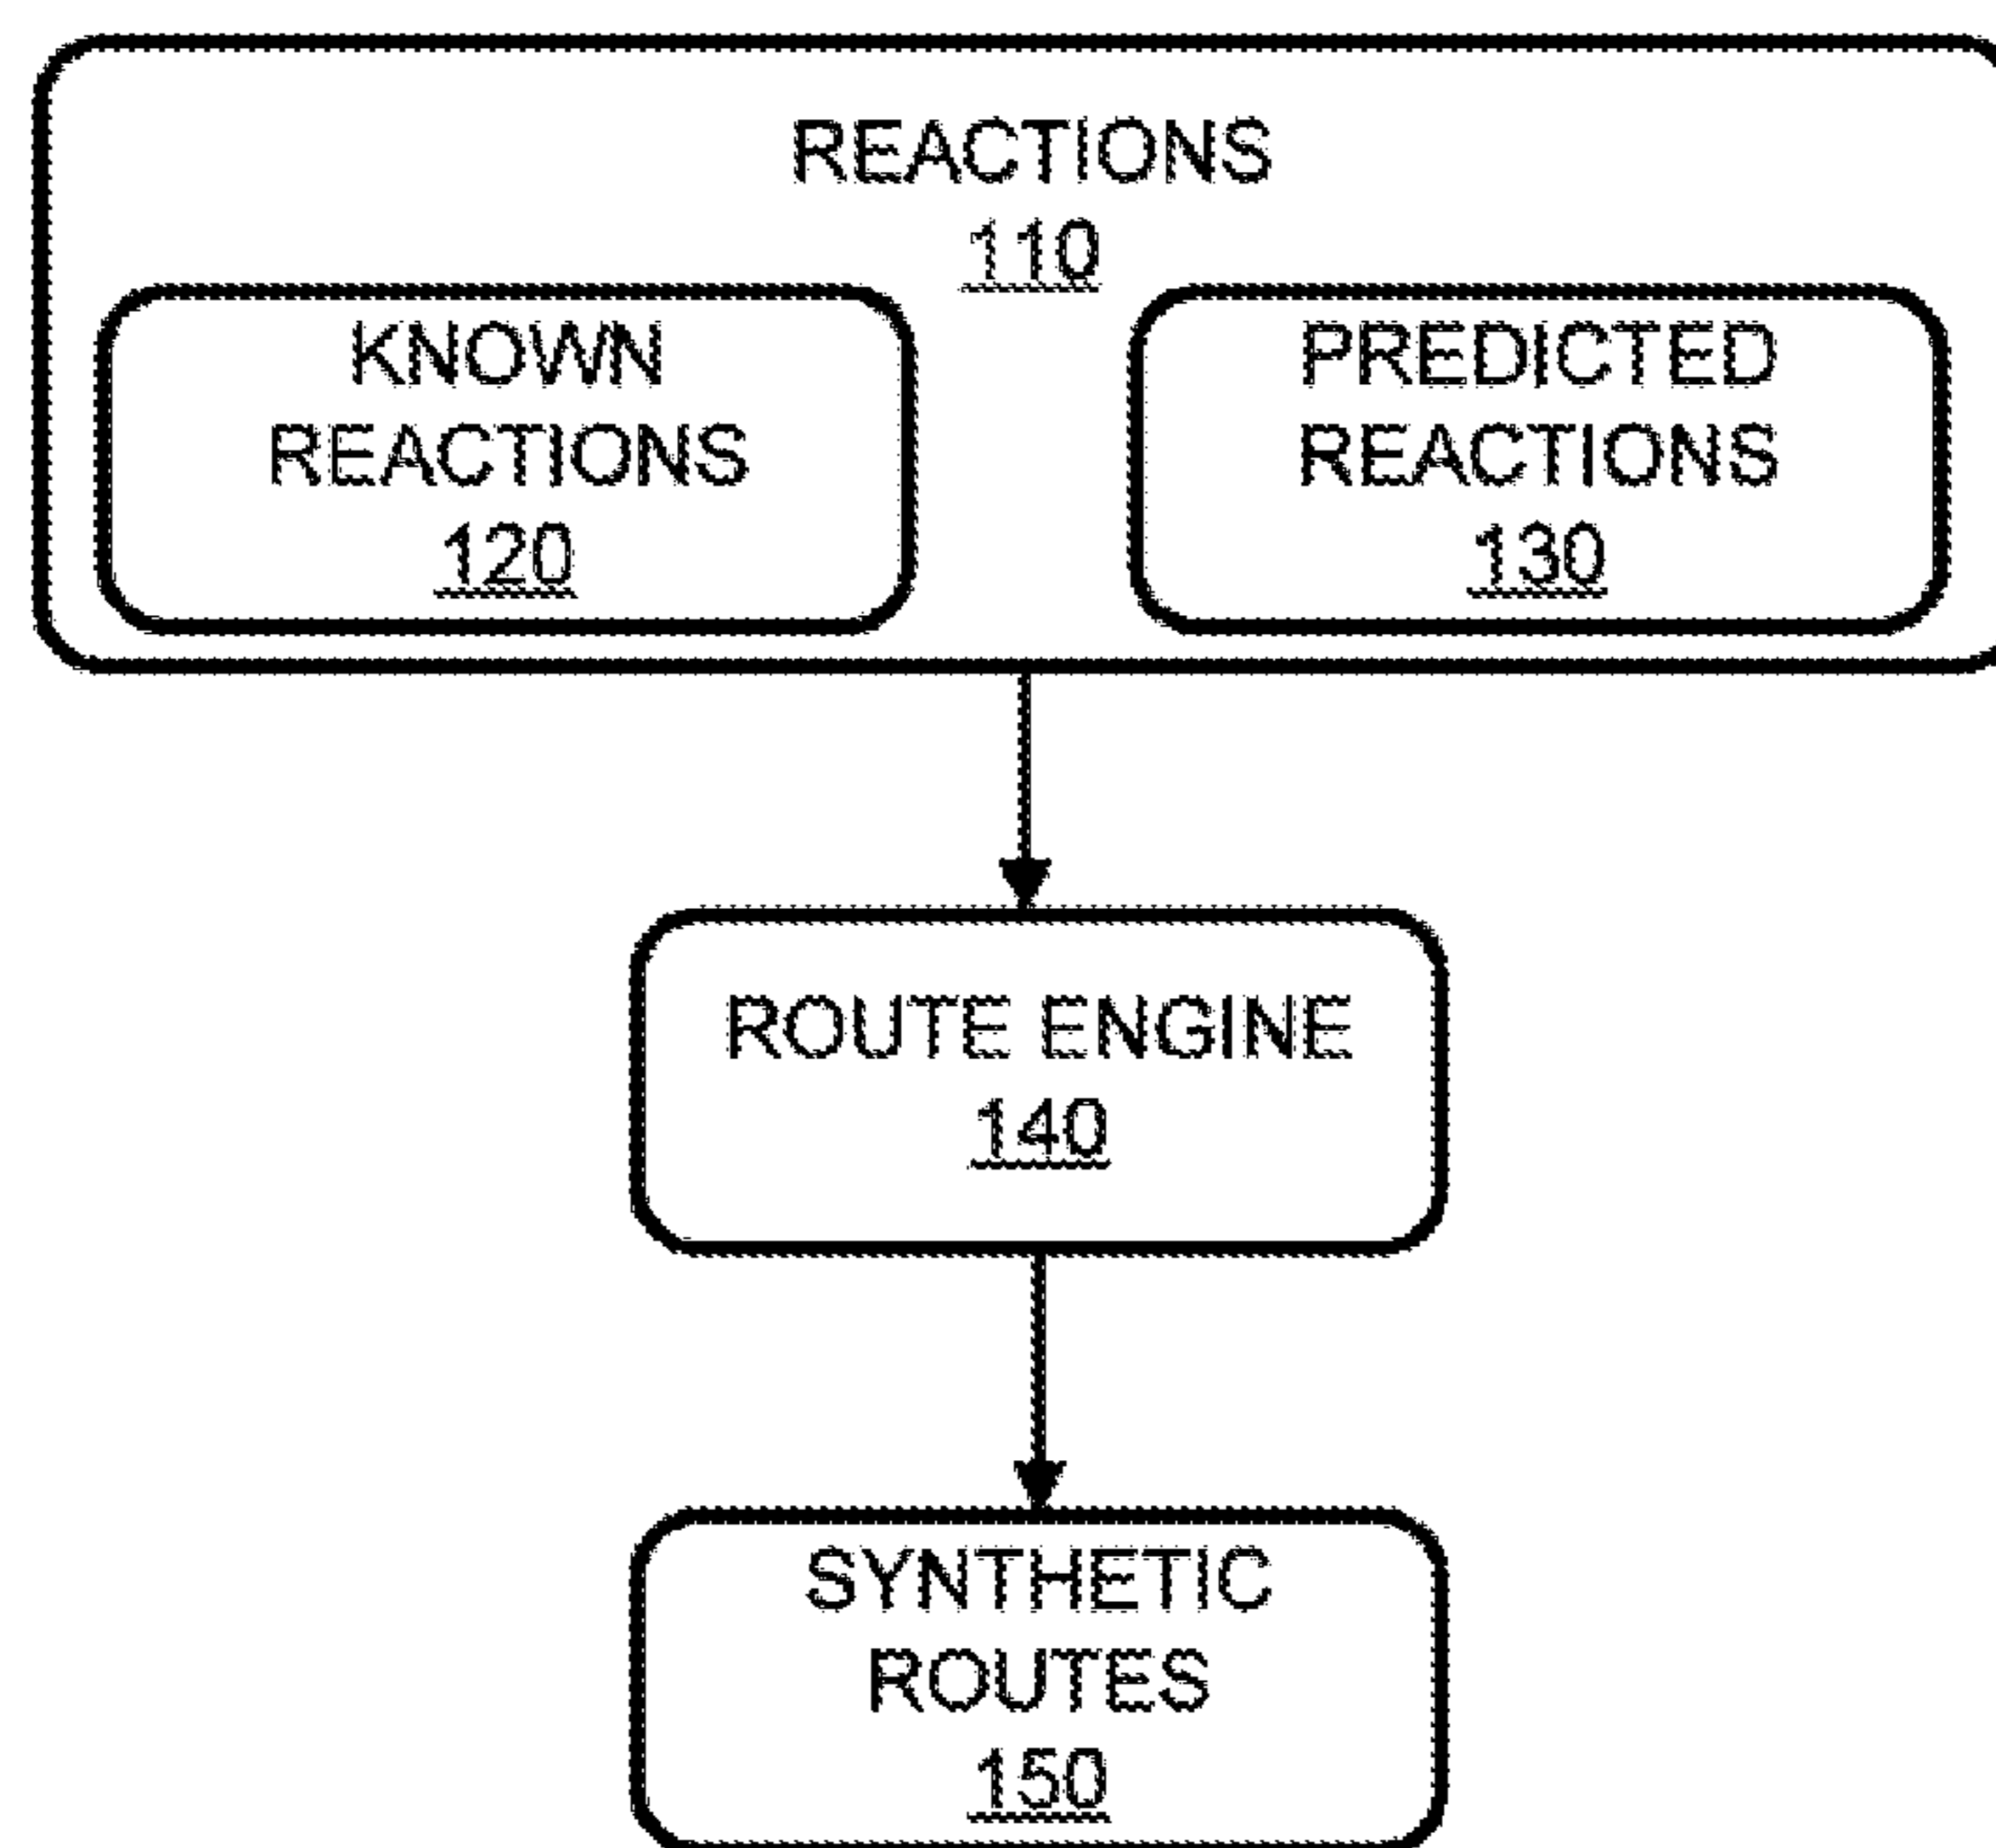 REACTIONS
110
KNOWN
REACTIONS
120
PREDICTED
REACTIONS
130
ROUTE ENGINE
140
SYNTHETIC
ROUTES
150